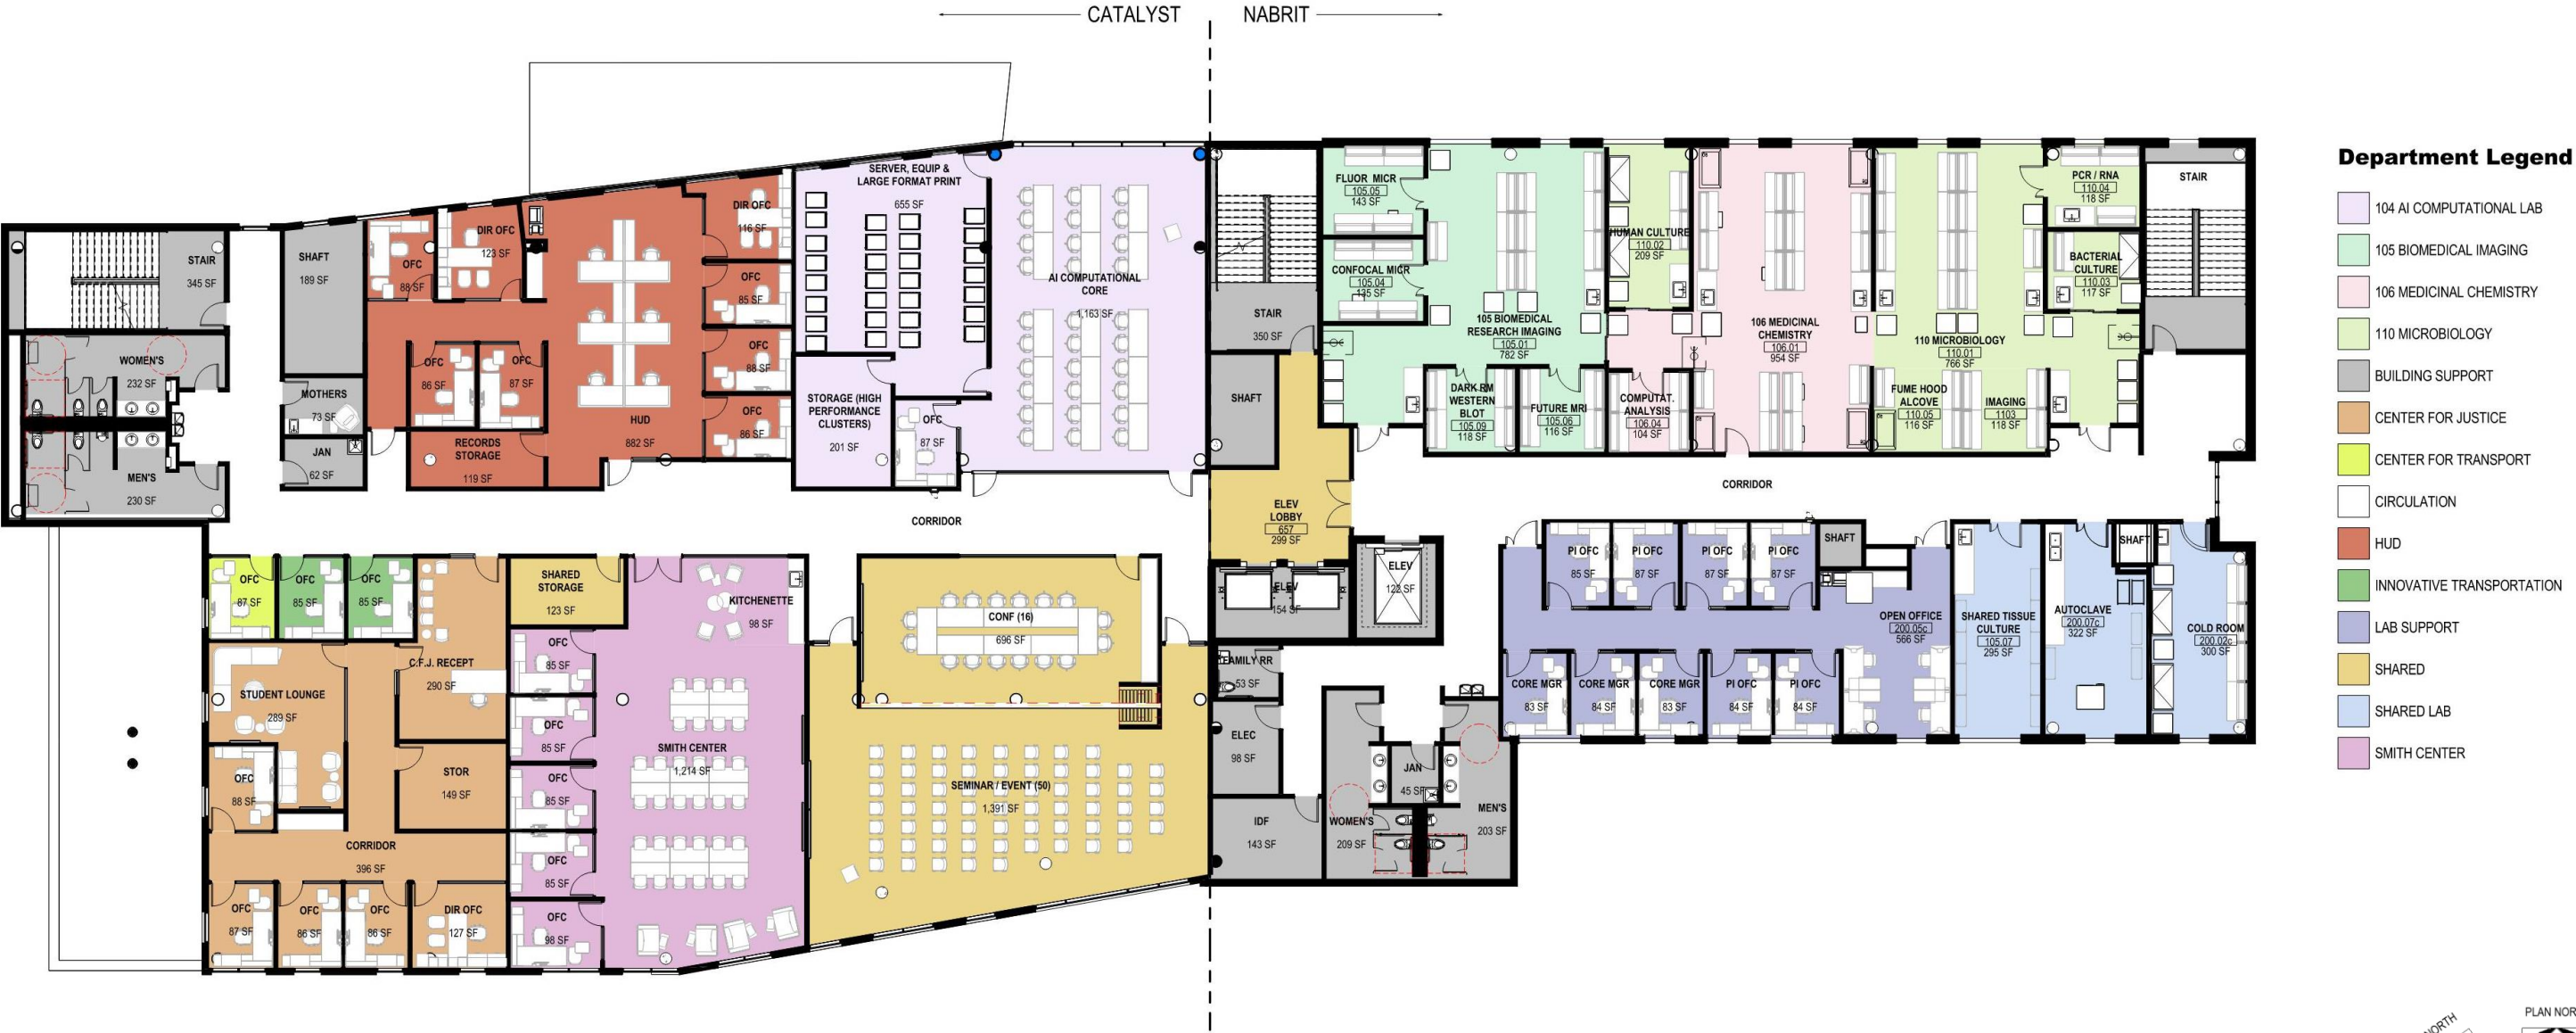 CATALYST
NABRIT
STAIR
345 SF
SHAFT
189 SF
WOMEN'S
232 SF
MEN'S
230 SF
MOTHERS
73 SF
JAN
62 SF
OFC
88 SF
DIR OFC
123 SF
OFC
86 SF
OFC
87 SF
RECORDS
STORAGE
119 SF
HUD
882 SF
DIR OFC
116 SF
OFC
85 SF
OFC
88 SF
OFC
86 SF
SERVER, EQUIP &
LARGE FORMAT PRINT
655 SF
STORAGE (HIGH
PERFORMANCE
CLUSTERS)
201 SF
OFC
87 SF
AI COMPUTATIONAL
CORE
1,163 SF
CORRIDOR
STAIR
350 SF
SHAFT
ELEV
LOBBY
657
299 SF
FLUOR MICR
105.05
143 SF
CONFOCAL MICR
105.04
135 SF
105 BIOMEDICAL
RESEARCH IMAGING
105.01
782 SF
DARK RM
WESTERN
BLOT
105.09
118 SF
FUTURE MRI
105.06
116 SF
HUMAN CULTURE
110.02
209 SF
COMPUTAT.
ANALYSIS
106.04
104 SF
106 MEDICINAL
CHEMISTRY
106.01
954 SF
110 MICROBIOLOGY
110.01
766 SF
FUME HOOD
ALCOVE
110.05
116 SF
IMAGING
1103
118 SF
PCR / RNA
110.04
118 SF
BACTERIAL
CULTURE
110.03
117 SF
STAIR
CORRIDOR
OFC
87 SF
OFC
85 SF
OFC
85 SF
C.F.J. RECEPT
290 SF
STUDENT LOUNGE
289 SF
OFC
88 SF
STOR
149 SF
CORRIDOR
396 SF
OFC
87 SF
OFC
86 SF
OFC
86 SF
DIR OFC
127 SF
SHARED
STORAGE
123 SF
OFC
85 SF
OFC
85 SF
OFC
85 SF
OFC
85 SF
OFC
98 SF
KITCHENETTE
98 SF
SMITH CENTER
1,214 SF
CONF (16)
696 SF
SEMINAR / EVENT (50)
1,391 SF
ELEV
154 SF
ELEV
122 SF
FAMILY RR
53 SF
ELEC
98 SF
IDF
143 SF
WOMEN'S
209 SF
JAN
45 SF
MEN'S
203 SF
PI OFC
85 SF
PI OFC
87 SF
PI OFC
87 SF
PI OFC
87 SF
SHAFT
CORE MGR
83 SF
CORE MGR
84 SF
CORE MGR
83 SF
PI OFC
84 SF
PI OFC
84 SF
OPEN OFFICE
200.05c
566 SF
SHARED TISSUE
CULTURE
105.07
295 SF
AUTOCLAVE
200.07c
322 SF
SHAFT
COLD ROOM
200.02c
300 SF
Department Legend
104 AI COMPUTATIONAL LAB
105 BIOMEDICAL IMAGING
106 MEDICINAL CHEMISTRY
110 MICROBIOLOGY
BUILDING SUPPORT
CENTER FOR JUSTICE
CENTER FOR TRANSPORT
CIRCULATION
HUD
INNOVATIVE TRANSPORTATION
LAB SUPPORT
SHARED
SHARED LAB
SMITH CENTER
PLAN NOR
NORTH